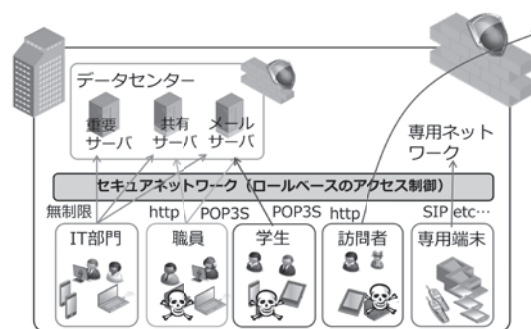 データセンター
重要
サーバ
共有
サーバ
メール
サーバ
専用ネット
ワーク
セキュアネットワーク（ロールベースのアクセス制御）
無制限
http
POP3S
POP3S
http
SIP etc…
IT部門
職員
学生
訪問者
専用端末